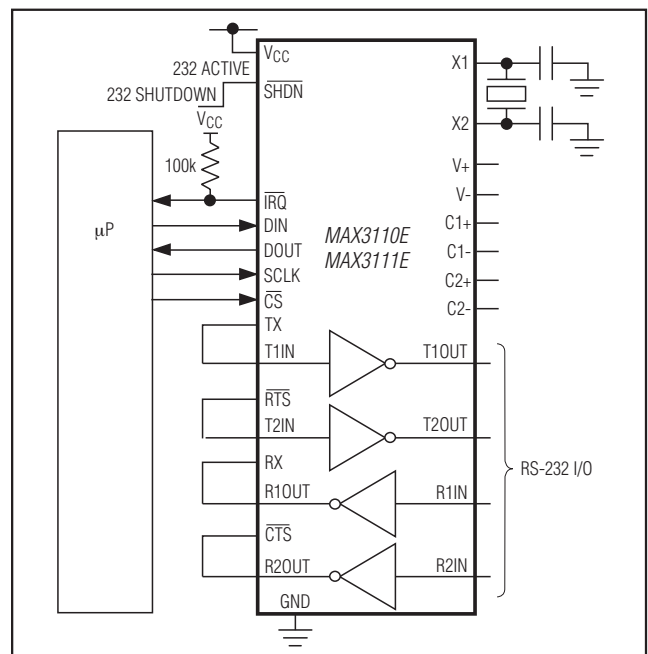 VCC
232 ACTIVE
232 SHUTDOWN
SHDN
VCC
100k
µP
IRQ
DIN
DOUT
SCLK
CS
TX
T1IN
RTS
T2IN
RX
R1OUT
CTS
R2OUT
GND
MAX3110E
MAX3111E
X1
X2
V+
V-
C1+
C1-
C2+
C2-
T1OUT
T2OUT
R1IN
R2IN
RS-232 I/O